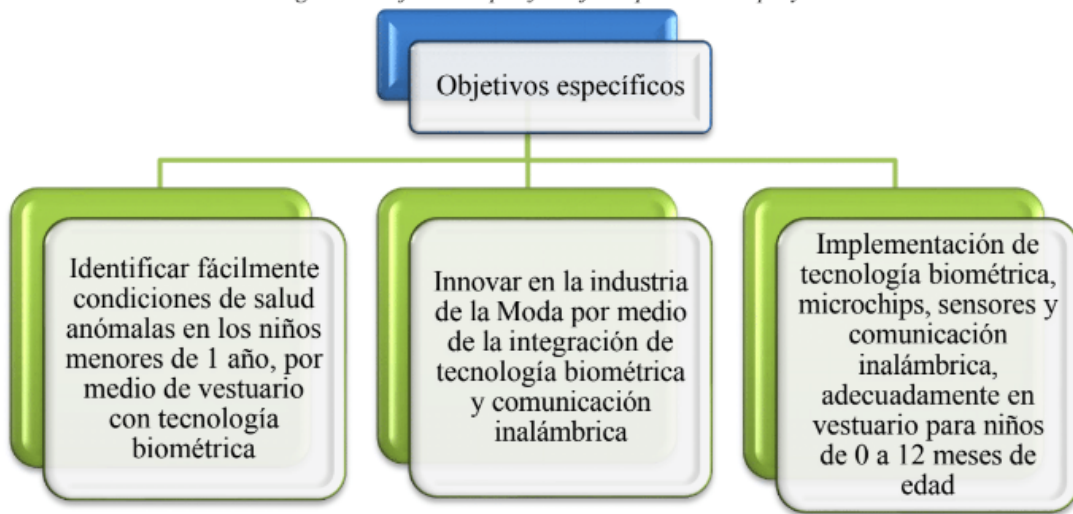 Objetivos específicos
Identificar fácilmente
condiciones de salud
anómalas en los niños
menores de 1 año, por
medio de vestuario
con tecnología
biométrica
Innovar en la industria
de la Moda por medio
de la integración de
tecnología biométrica
y comunicación
inalámbrica
Implementación de
tecnología biométrica,
microchips, sensores y
comunicación
inalámbrica,
adecuadamente en
vestuario para niños
de 0 a 12 meses de
edad